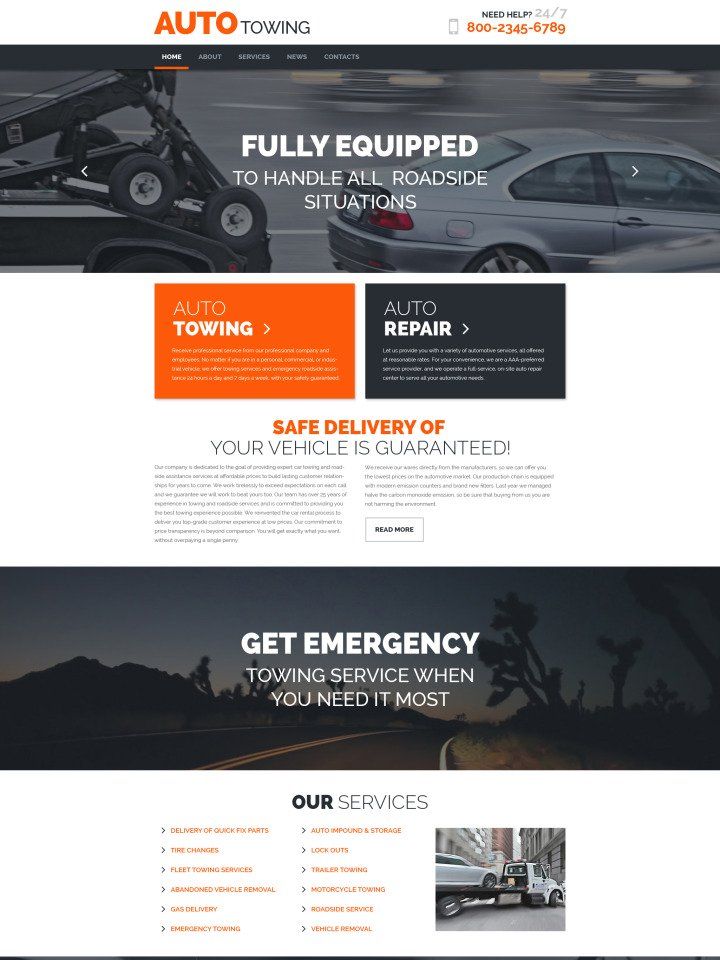 AUTO TOWING
NEED HELP? 24/7
800-2345-6789
HOME ABOUT SERVICES NEWS CONTACTS
FULLY EQUIPPED
TO HANDLE ALL ROADSIDE
SITUATIONS
AUTO
TOWING
Receive professional service from our professional company and
employees. No matter if you are in a personal, commercial, or indus-
trial vehicle, we offer towing services and emergency roadside assis-
tance 24 hours a day and 7 days a week, with your safety guaranteed.
AUTO
REPAIR
Let us provide you with a variety of automotive services, all offered
at reasonable rates. For your convenience, we are a AAA-preferred
service provider, and we operate a full-service, on-site auto repair
center to serve all your automotive needs.
SAFE DELIVERY OF
YOUR VEHICLE IS GUARANTEED!
Our company is dedicated to the goal of providing expert car towing and road-
side assistance services at affordable prices to build lasting customer relation-
ships for years to come. We work tirelessly to exceed expectations on each call
and we guarantee we will work to beat yours too. Our team has over 25 years of
experience in towing and roadside services and is committed to providing you
the best towing experience possible. We reinvented the car rental process to
deliver you top-grade customer experience at low prices. Our commitment to
price transparency is beyond comparison. You will get exactly what you want,
without overpaying a single penny.
We receive our wares directly from the manufacturers, so we can offer you
the lowest prices on the automotive market. Our production chain is equipped
with modern emission counters and brand new filters. Last year we managed
halve the carbon monoxide emission, so be sure that buying from us you are
not harming the environment.
READ MORE
GET EMERGENCY
TOWING SERVICE WHEN
YOU NEED IT MOST
OUR SERVICES
DELIVERY OF QUICK FIX PARTS
TIRE CHANGES
FLEET TOWING SERVICES
ABANDONED VEHICLE REMOVAL
GAS DELIVERY
EMERGENCY TOWING
AUTO IMPOUND & STORAGE
LOCK OUTS
TRAILER TOWING
MOTORCYCLE TOWING
ROADSIDE SERVICE
VEHICLE REMOVAL